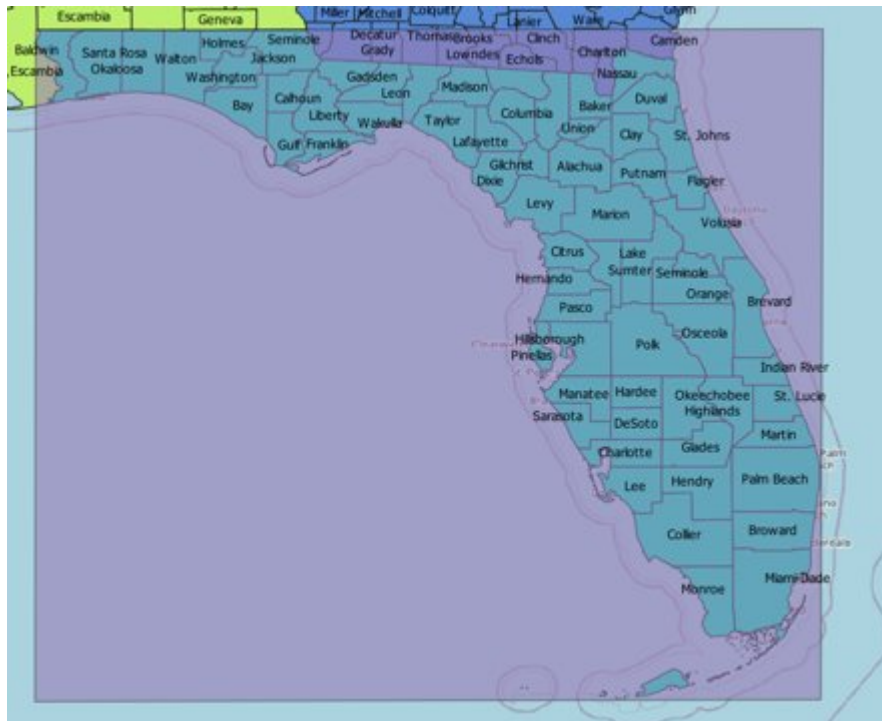 Escambia
Geneva
Miller
Mitchell
Colquitt
Lanier
Ware
Glynn
Baldwin
Escambia
Santa Rosa
Okaloosa
Walton
Holmes
Washington
Seminole
Jackson
Decatur
Grady
Thomas
Brooks
Lowndes
Clinch
Echols
Charlton
Camden
Nassau
Bay
Calhoun
Gadsden
Leon
Liberty
Gulf
Franklin
Wakulla
Madison
Taylor
Lafayette
Columbia
Baker
Union
Duval
Clay
St. Johns
Gilchrist
Dixie
Alachua
Putnam
Flagler
Levy
Marion
Volusia
Citrus
Lake
Sumter
Seminole
Hernando
Orange
Brevard
Pasco
Osceola
Hillsborough
Pinellas
Polk
Indian River
Manatee
Hardee
Okeechobee
Highlands
St. Lucie
Sarasota
DeSoto
Martin
Charlotte
Glades
Lee
Hendry
Palm Beach
Collier
Broward
Monroe
Miami-Dade
Palm